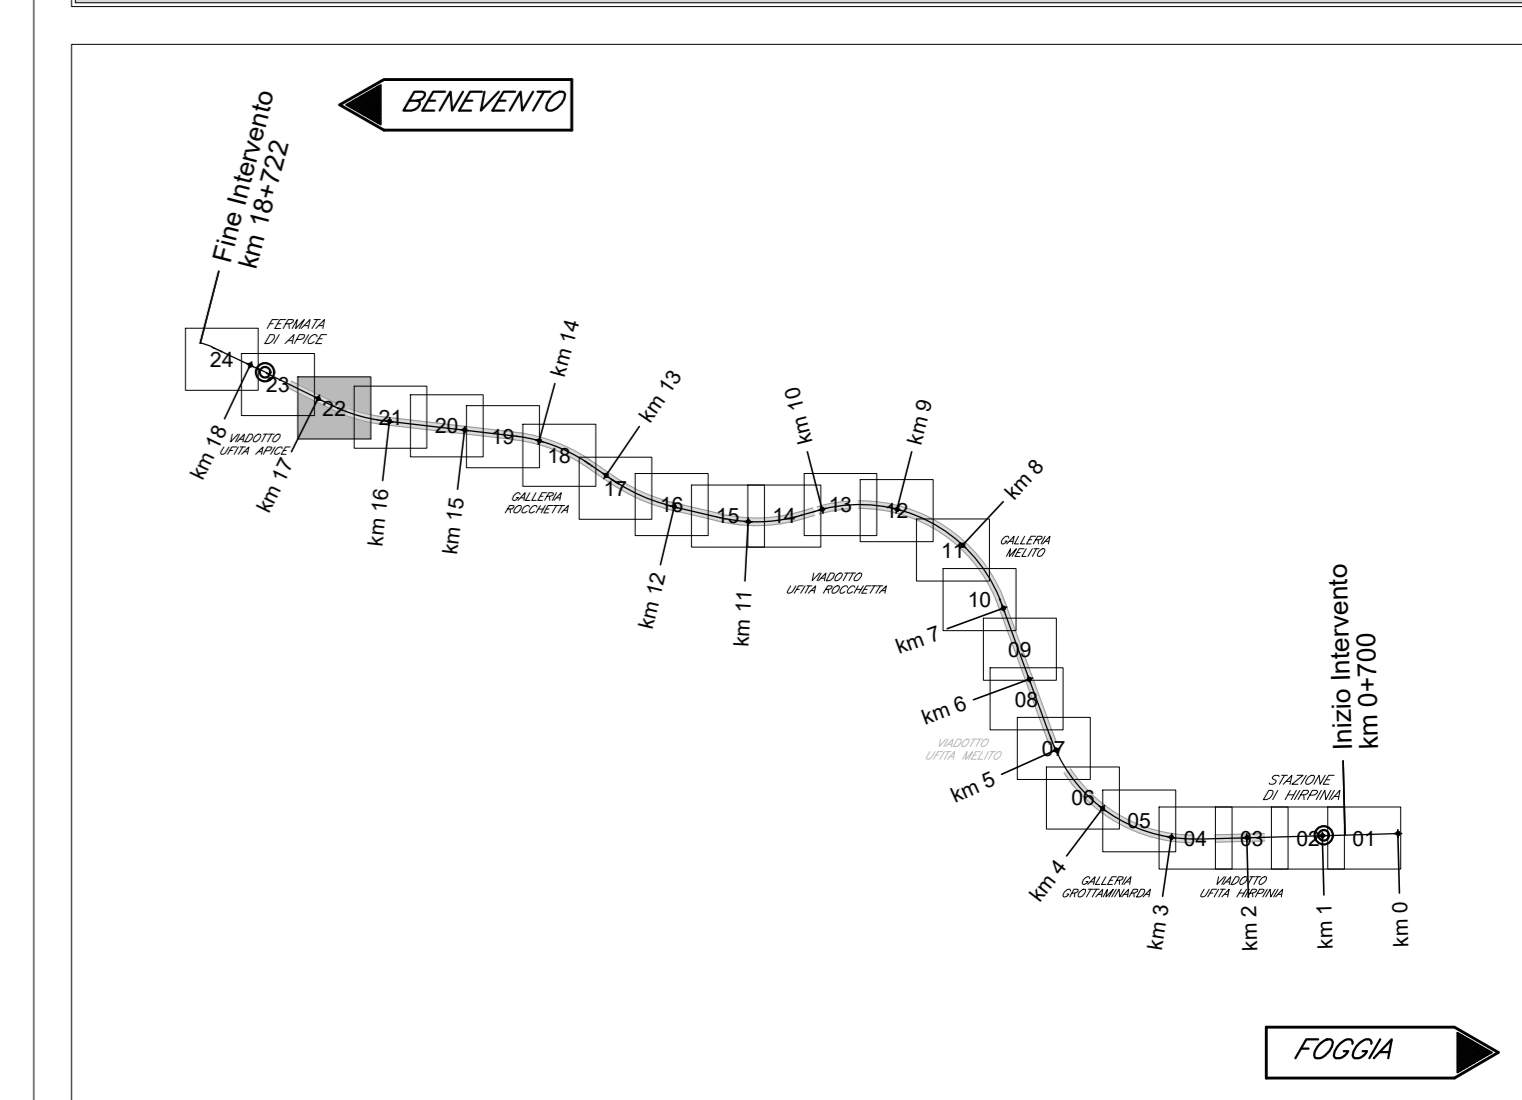 BENEVENTO
Fine Intervento
km 18+722
FERMATA
DI APICE
24
23
22
21
20
19
18
17
16
15
14
13
12
11
10
09
08
07
06
05
04
03
02
01
km 18
VIADOTTO
UFITA APICE
km 17
km 16
km 15
km 14
GALLERIA
ROCCHETTA
km 13
km 12
km 11
km 10
VIADOTTO
UFITA ROCCHETTA
km 9
km 8
GALLERIA
MELITO
km 7
km 6
VIADOTTO
UFITA MELITO
km 5
km 4
GALLERIA
GROTTAMINARDA
km 3
VIADOTTO
UFITA HIRPINIA
km 2
STAZIONE
DI HIRPINIA
km 1
Inizio Intervento
km 0+700
km 0
FOGGIA